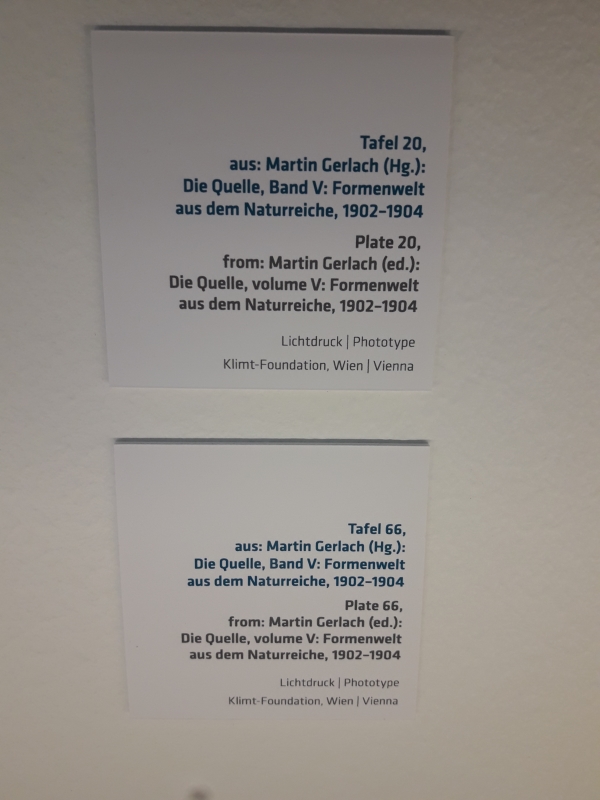 Tafel 20,
aus: Martin Gerlach (Hg.):
Die Quelle, Band V: Formenwelt
aus dem Naturreiche, 1902–1904
Plate 20,
from: Martin Gerlach (ed.):
Die Quelle, volume V: Formenwelt
aus dem Naturreiche, 1902–1904
Lichtdruck | Phototype
Klimt-Foundation, Wien | Vienna
Tafel 66,
aus: Martin Gerlach (Hg.):
Die Quelle, Band V: Formenwelt
aus dem Naturreiche, 1902–1904
Plate 66,
from: Martin Gerlach (ed.):
Die Quelle, volume V: Formenwelt
aus dem Naturreiche, 1902–1904
Lichtdruck | Phototype
Klimt-Foundation, Wien | Vienna